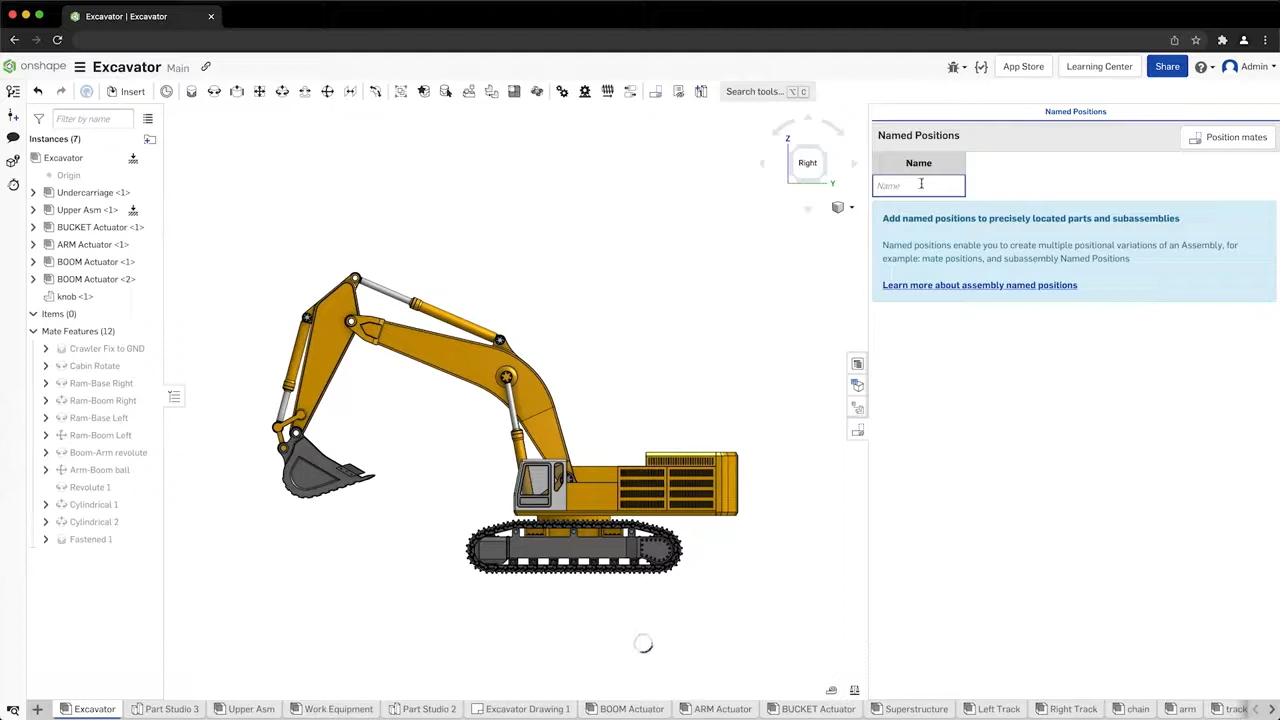 Excavator | Excavator
onshape
Excavator Main
App Store
Learning Center
Share
Admin
Insert
Search tools... ⌥ C
Filter by name
Instances (7)
Excavator
Origin
Undercarriage <1>
Upper Asm <1>
BUCKET Actuator <1>
ARM Actuator <1>
BOOM Actuator <1>
BOOM Actuator <2>
knob <1>
Items (0)
Mate Features (12)
Crawler Fix to GND
Cabin Rotate
Ram-Base Right
Ram-Boom Right
Ram-Base Left
Ram-Boom Left
Boom-Arm revolute
Arm-Boom ball
Revolute 1
Cylindrical 1
Cylindrical 2
Fastened 1
Z
Right
Y
Named Positions
Named Positions
Position mates
Name
Name
Add named positions to precisely located parts and subassemblies
Named positions enable you to create multiple positional variations of an Assembly, for
example: mate positions, and subassembly Named Positions
Learn more about assembly named positions
Excavator
Part Studio 3
Upper Asm
Work Equipment
Part Studio 2
Excavator Drawing 1
BOOM Actuator
ARM Actuator
BUCKET Actuator
Superstructure
Left Track
Right Track
chain
arm
track